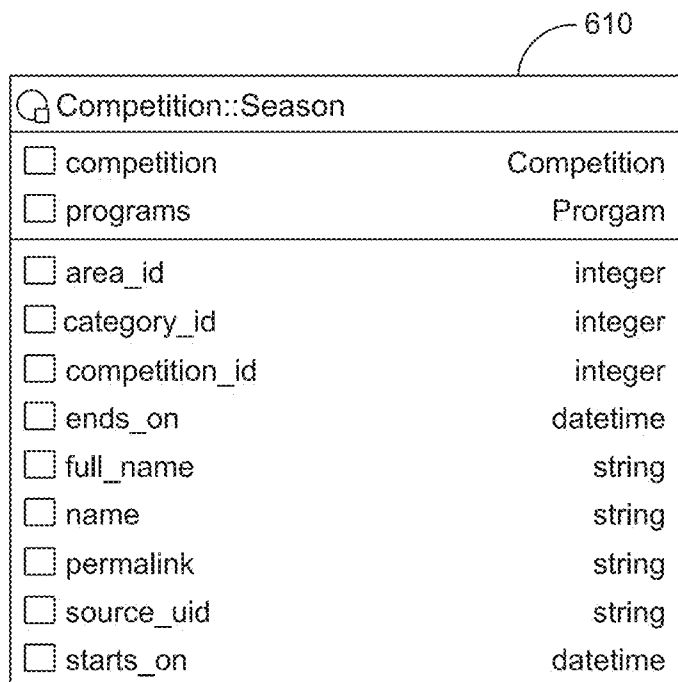 610
Competition::Season
competition Competition
programs Prorgam
area_id integer
category_id integer
competition_id integer
ends_on datetime
full_name string
name string
permalink string
source_uid string
starts_on datetime